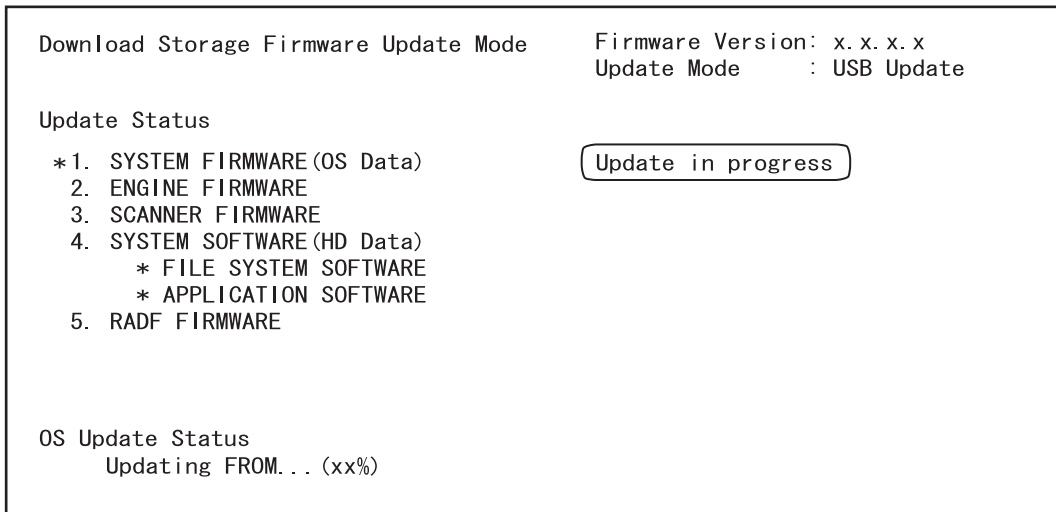 Download Storage Firmware Update Mode
Firmware Version: x.x.x.x
Update Mode : USB Update
Update Status
*1. SYSTEM FIRMWARE(OS Data)
Update in progress
2. ENGINE FIRMWARE
3. SCANNER FIRMWARE
4. SYSTEM SOFTWARE(HD Data)
* FILE SYSTEM SOFTWARE
* APPLICATION SOFTWARE
5. RADF FIRMWARE
OS Update Status
Updating FROM...(xx%)